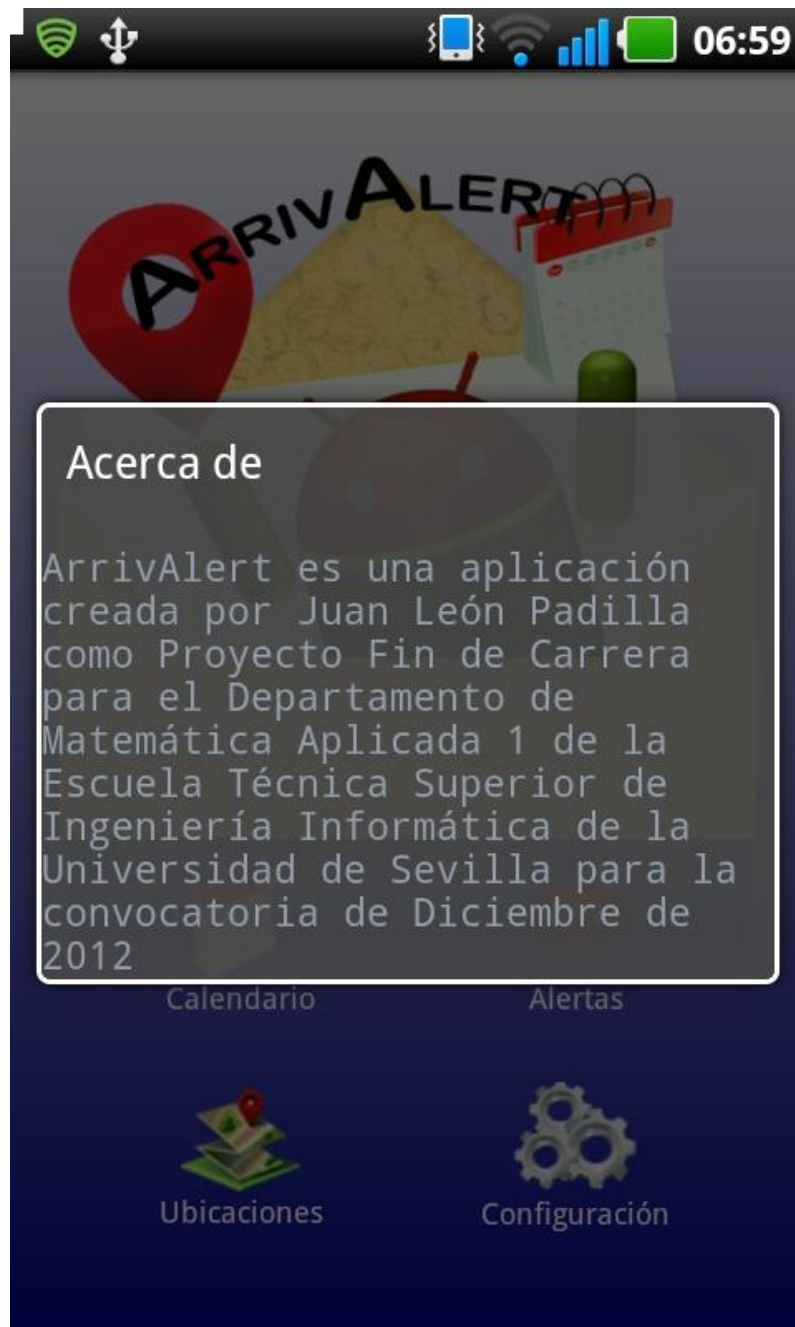 06:59
ARRIVALERT
Acerca de
ArrivAlert es una aplicación
creada por Juan León Padilla
como Proyecto Fin de Carrera
para el Departamento de
Matemática Aplicada 1 de la
Escuela Técnica Superior de
Ingeniería Informática de la
Universidad de Sevilla para la
convocatoria de Diciembre de
2012
Calendario
Alertas
Ubicaciones
Configuración